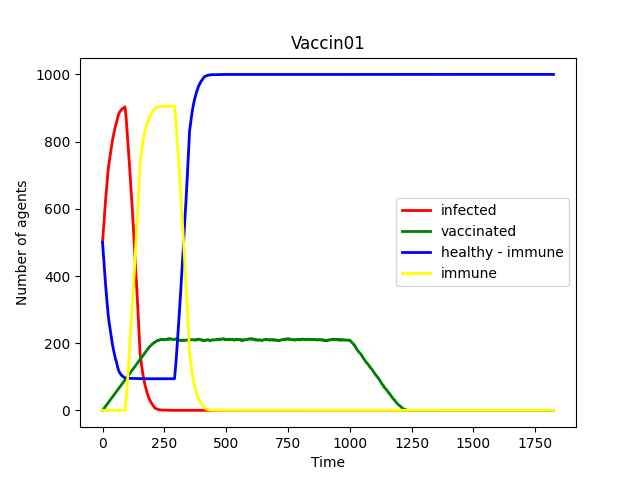 Vaccin01
Number of agents
1000
800
600
400
200
0
infected
vaccinated
healthy - immune
immune
0 250 500 750 1000 1250 1500 1750
Time